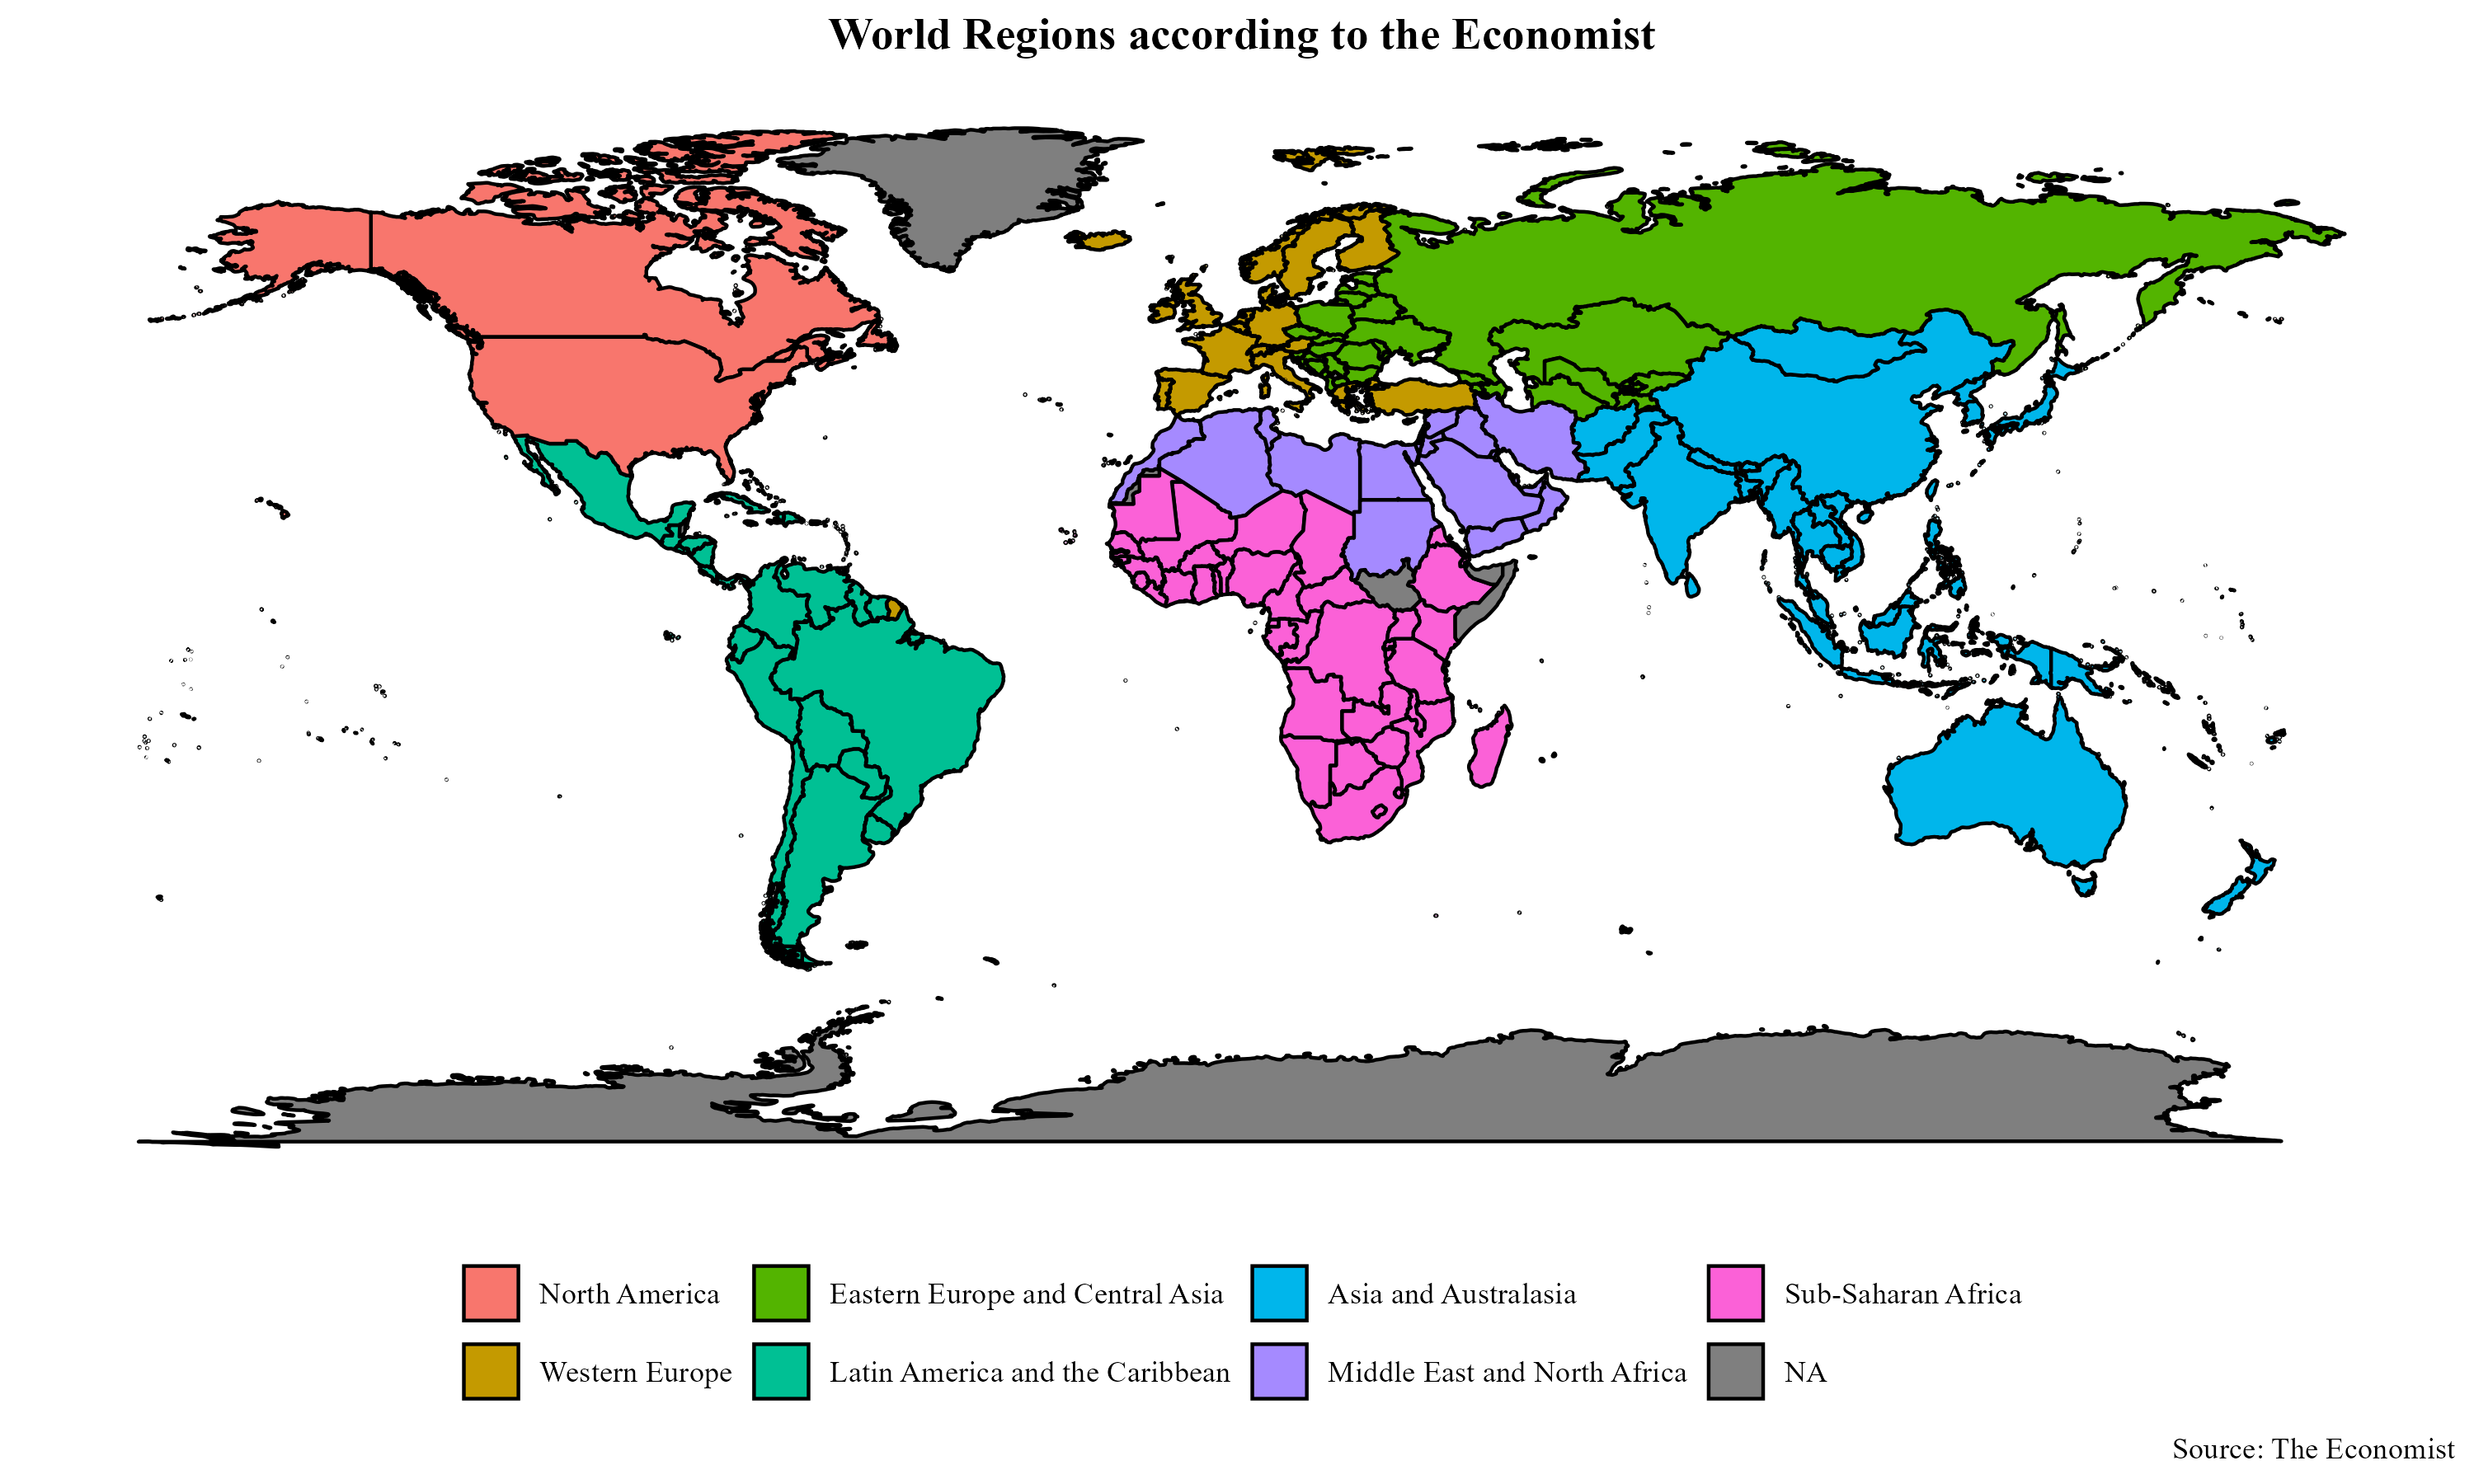 World Regions according to the Economist
North America
Eastern Europe and Central Asia
Asia and Australasia
Sub-Saharan Africa
Western Europe
Latin America and the Caribbean
Middle East and North Africa
NA
Source: The Economist